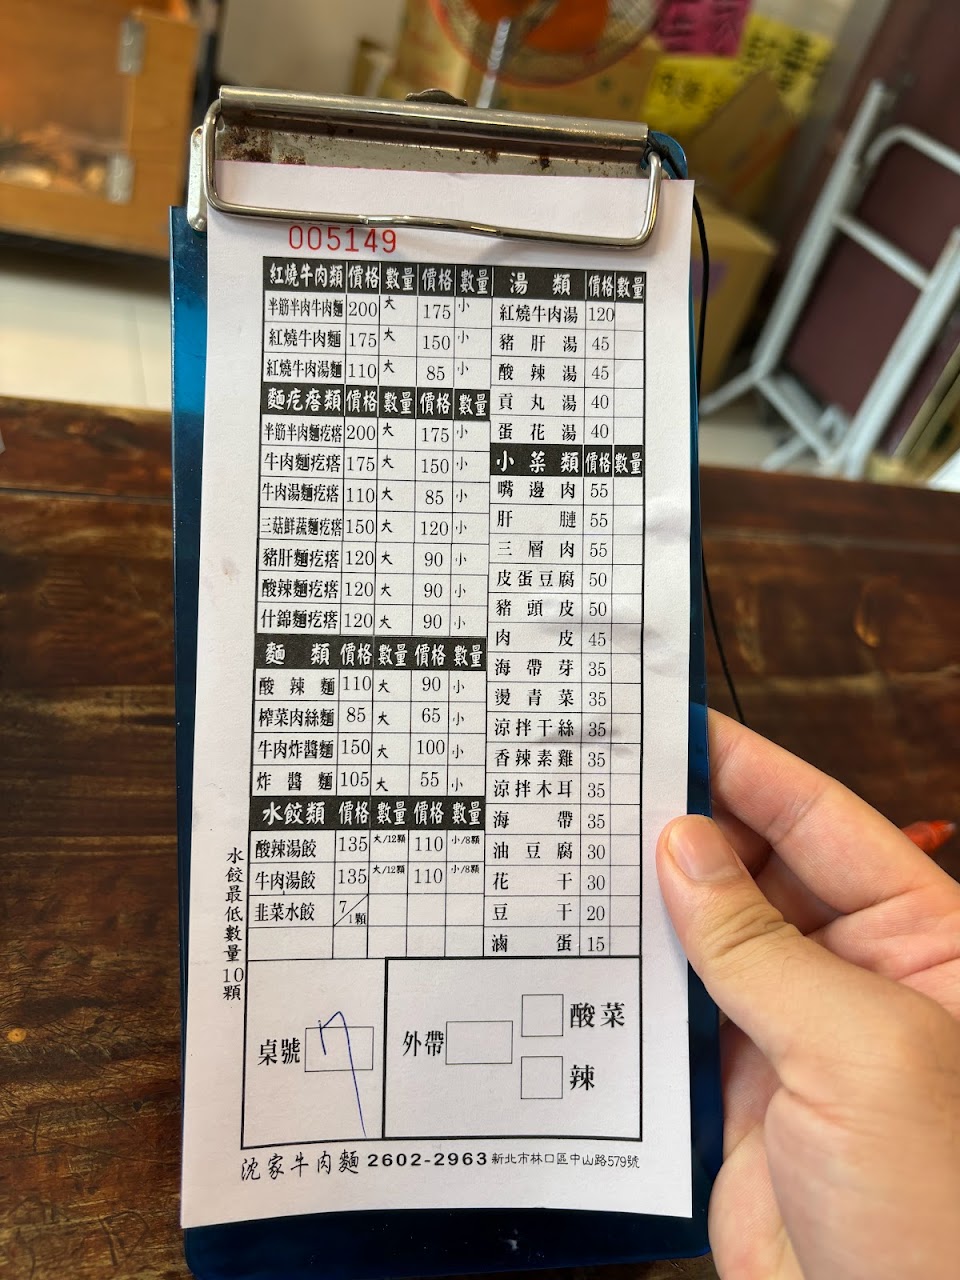 005149
紅燒牛肉類 價格 數量 價格 數量
半筋半肉牛肉麵 200 大 175 小
紅燒牛肉麵 175 大 150 小
紅燒牛肉湯麵 110 大 85 小
麵疙瘩類 價格 數量 價格 數量
半筋半肉麵疙瘩 200 大 175 小
牛肉麵疙瘩 175 大 150 小
牛肉湯麵疙瘩 110 大 85 小
三菇鮮蔬麵疙瘩 150 大 120 小
豬肝麵疙瘩 120 大 90 小
酸辣麵疙瘩 120 大 90 小
什錦麵疙瘩 120 大 90 小
麵類 價格 數量 價格 數量
酸辣麵 110 大 90 小
榨菜肉絲麵 85 大 65 小
牛肉炸醬麵 150 大 100 小
炸醬麵 105 大 55 小
水餃類 價格 數量 價格 數量
酸辣湯餃 135 大/12顆 110 小/8顆
牛肉湯餃 135 大/12顆 110 小/8顆
韭菜水餃 7/1顆
水餃最低數量10顆
湯類 價格 數量
紅燒牛肉湯 120
豬肝湯 45
酸辣湯 45
貢丸湯 40
蛋花湯 40
小菜類 價格 數量
嘴邊肉 55
肝腱 55
三層肉 55
皮蛋豆腐 50
豬頭皮 50
肉皮 45
海帶芽 35
燙青菜 35
涼拌干絲 35
香辣素雞 35
涼拌木耳 35
海帶 35
油豆腐 30
花干 30
豆干 20
滷蛋 15
桌號 7
外帶
酸菜
辣
沈家牛肉麵 2602-2963 新北市林口區中山路579號